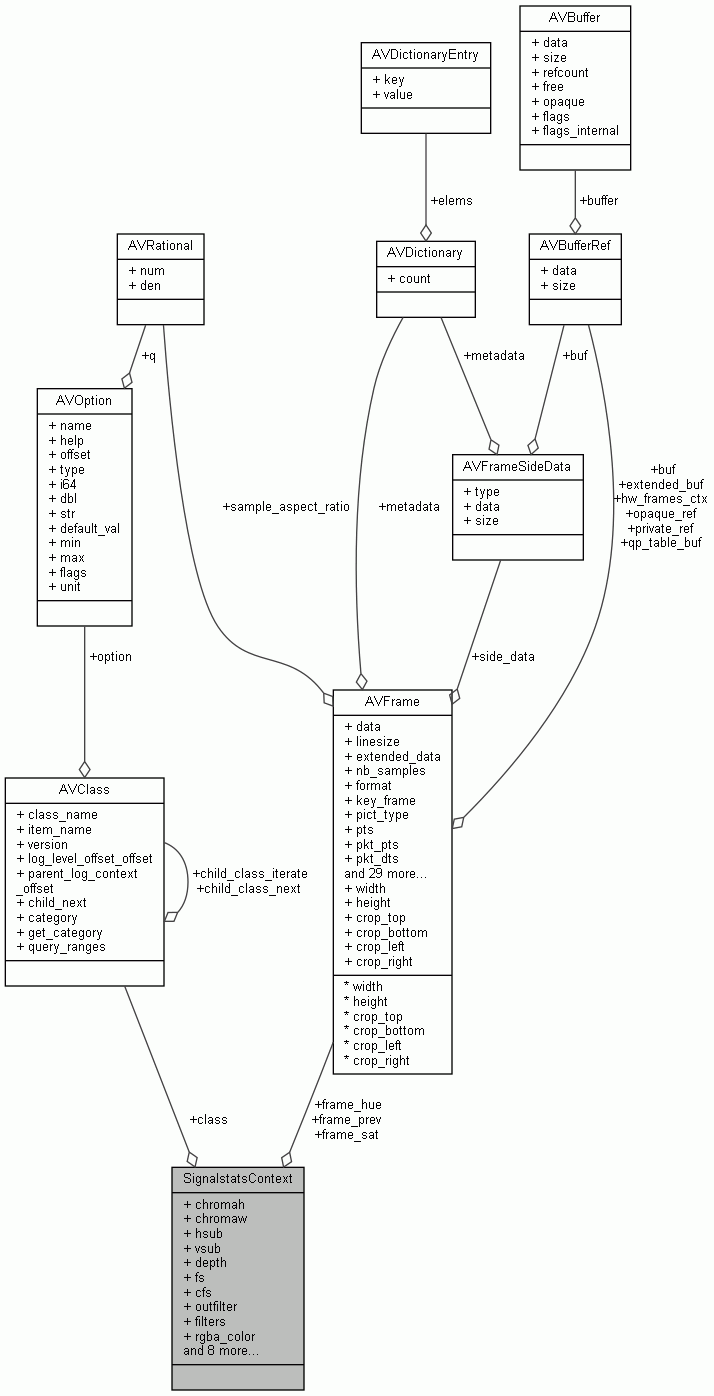 AVBuffer
+ data
+ size
+ refcount
+ free
+ opaque
+ flags
+ flags_internal
AVDictionaryEntry
+ key
+ value
+elems
+buffer
AVRational
+ num
+ den
AVDictionary
+ count
AVBufferRef
+ data
+ size
+q
+metadata
+buf
AVOption
+ name
+ help
+ offset
+ type
+ i64
+ dbl
+ str
+ default_val
+ min
+ max
+ flags
+ unit
AVFrameSideData
+ type
+ data
+ size
+sample_aspect_ratio
+metadata
+buf
+extended_buf
+hw_frames_ctx
+opaque_ref
+private_ref
+qp_table_buf
+option
+side_data
AVFrame
+ data
+ linesize
+ extended_data
+ nb_samples
+ format
+ key_frame
+ pict_type
+ pts
+ pkt_pts
+ pkt_dts
and 29 more...
+ width
+ height
+ crop_top
+ crop_bottom
+ crop_left
+ crop_right
* width
* height
* crop_top
* crop_bottom
* crop_left
* crop_right
AVClass
+ class_name
+ item_name
+ version
+ log_level_offset_offset
+ parent_log_context
_offset
+ child_next
+ category
+ get_category
+ query_ranges
+child_class_iterate
+child_class_next
+class
+frame_hue
+frame_prev
+frame_sat
SignalstatsContext
+ chromah
+ chromaw
+ hsub
+ vsub
+ depth
+ fs
+ cfs
+ outfilter
+ filters
+ rgba_color
and 8 more...